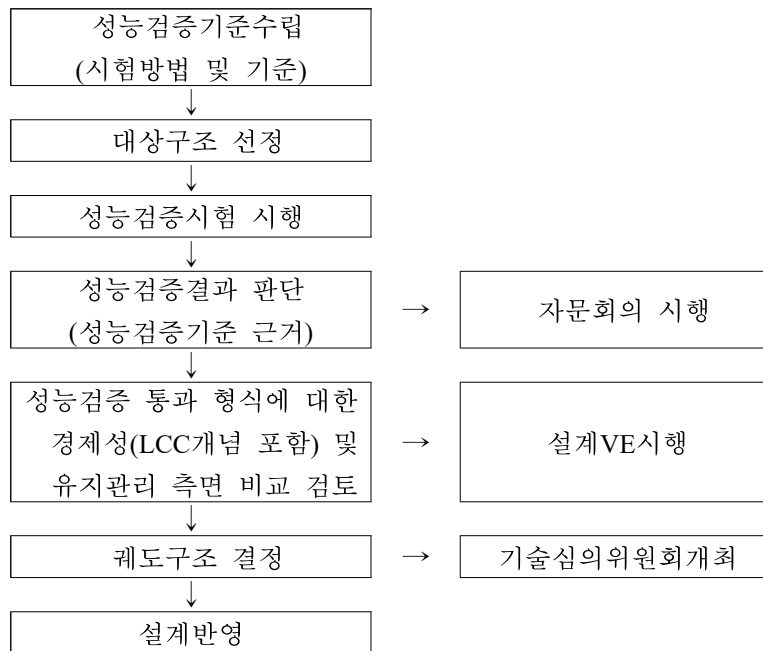 성능검증기준수립
(시험방법 및 기준)
↓
대상구조 선정
↓
성능검증시험 시행
↓
성능검증결과 판단
(성능검증기준 근거)
→
자문회의 시행
↓
성능검증 통과 형식에 대한
경제성(LCC개념 포함) 및
유지관리 측면 비교 검토
→
설계VE시행
↓
궤도구조 결정
→
기술심의위원회개최
↓
설계반영